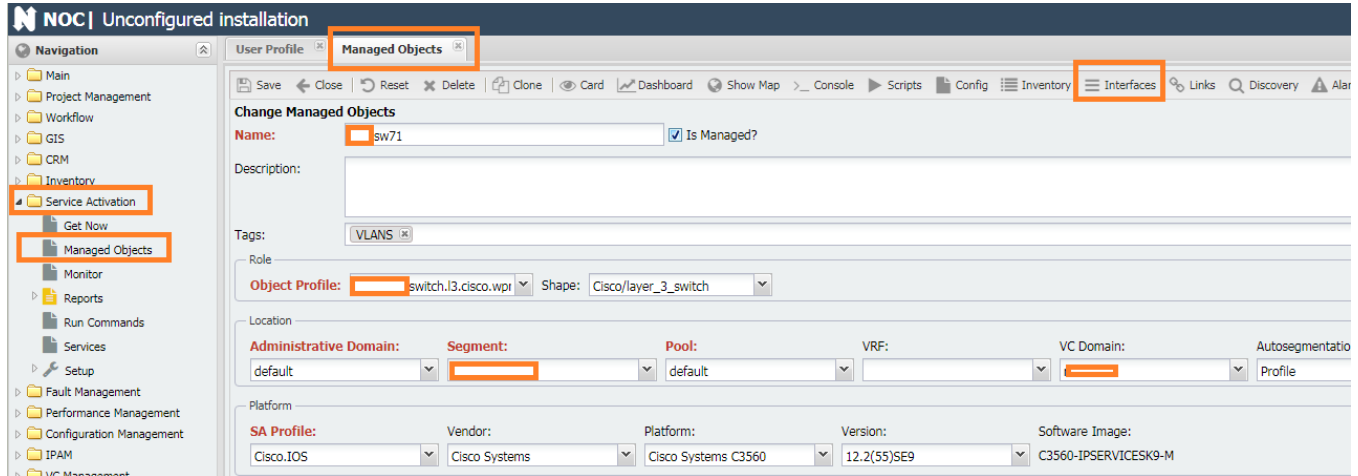 NOC| Unconfigured installation
Navigation
User Profile
Managed Objects
Main
Project Management
Workflow
GIS
CRM
Inventory
Service Activation
Get Now
Managed Objects
Monitor
Reports
Run Commands
Services
Setup
Fault Management
Performance Management
Configuration Management
IPAM
VC Management
Save Close Reset Delete Clone Card Dashboard Show Map Console Scripts Config Inventory Interfaces Links Discovery Alar
Change Managed Objects
Name: sw71 Is Managed?
Description:
Tags: VLANS
Role
Object Profile: switch.l3.cisco.wpr Shape: Cisco/layer_3_switch
Location
Administrative Domain: Segment: Pool: VRF: VC Domain: Autosegmentatio
default default Profile
Platform
SA Profile: Vendor: Platform: Version: Software Image:
Cisco.IOS Cisco Systems Cisco Systems C3560 12.2(55)SE9 C3560-IPSERVICESK9-M